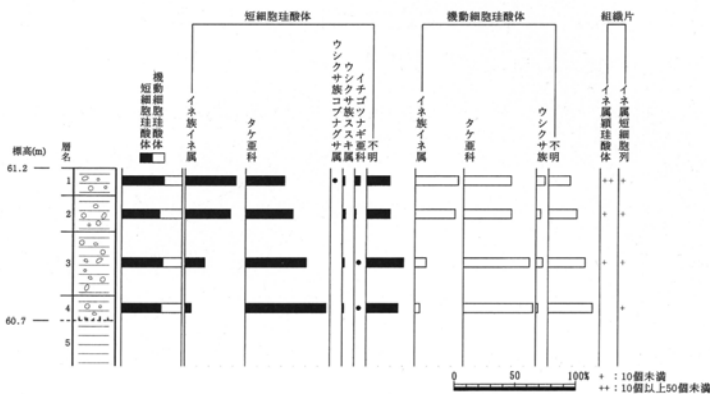 短細胞珪酸体
機動細胞珪酸体
組織片
機動細胞珪酸体
短細胞珪酸体
イネ族イネ属
タケ亜科
ウシクサ族コブナグサ属
ウシクサ族ススキ属
イチゴツナギ亜科
不明
イネ族イネ属
タケ亜科
ウシクサ族
不明
イネ属穎珪酸体
イネ属短細胞列
標高(m)
層名
61.2
1
++
+
2
+
+
3
+
+
4
+
60.7
5
0
50
100%
+ :10個未満
++ :10個以上50個未満